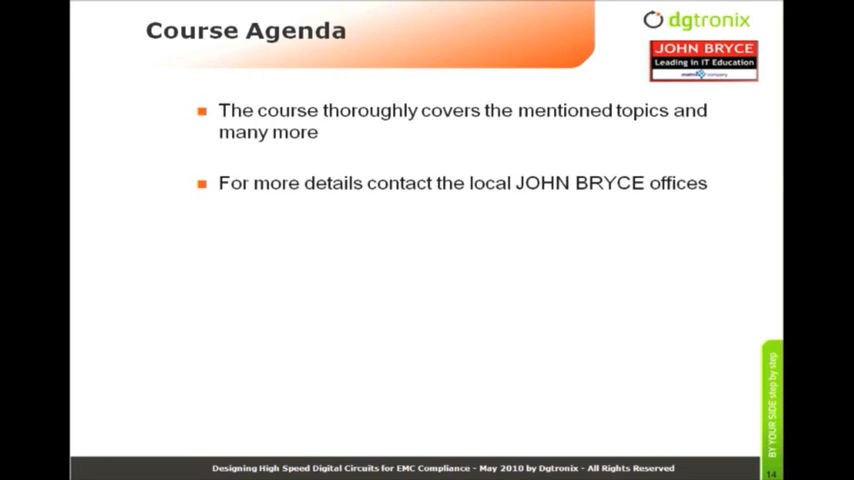 Course Agenda
dgtronix
JOHN BRYCE
Leading in IT Education
The course thoroughly covers the mentioned topics and
many more
For more details contact the local JOHN BRYCE offices
BY YOUR SIDE step by step
Designing High Speed Digital Circuits for EMC Compliance - May 2010 by Dgtronix - All Rights Reserved
14